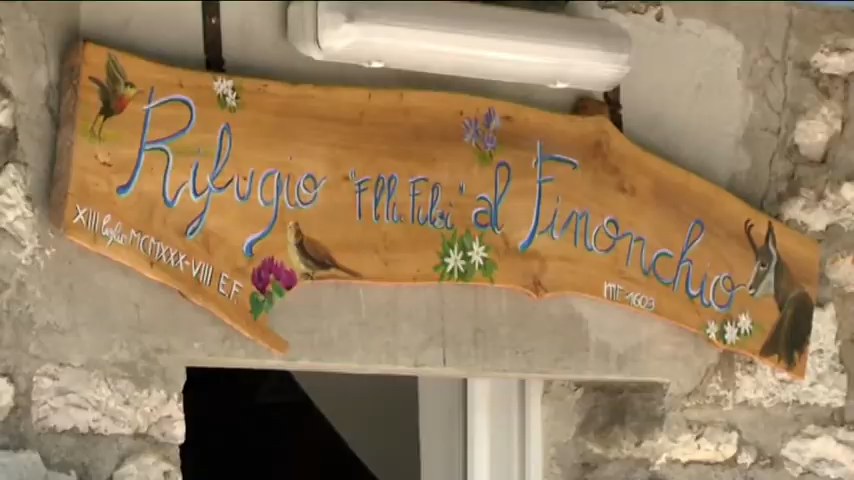 Rifugio "F.lli Filzi" al Finonchio
XIII luglio MCMXXX-VIII E.F.
mt 1603